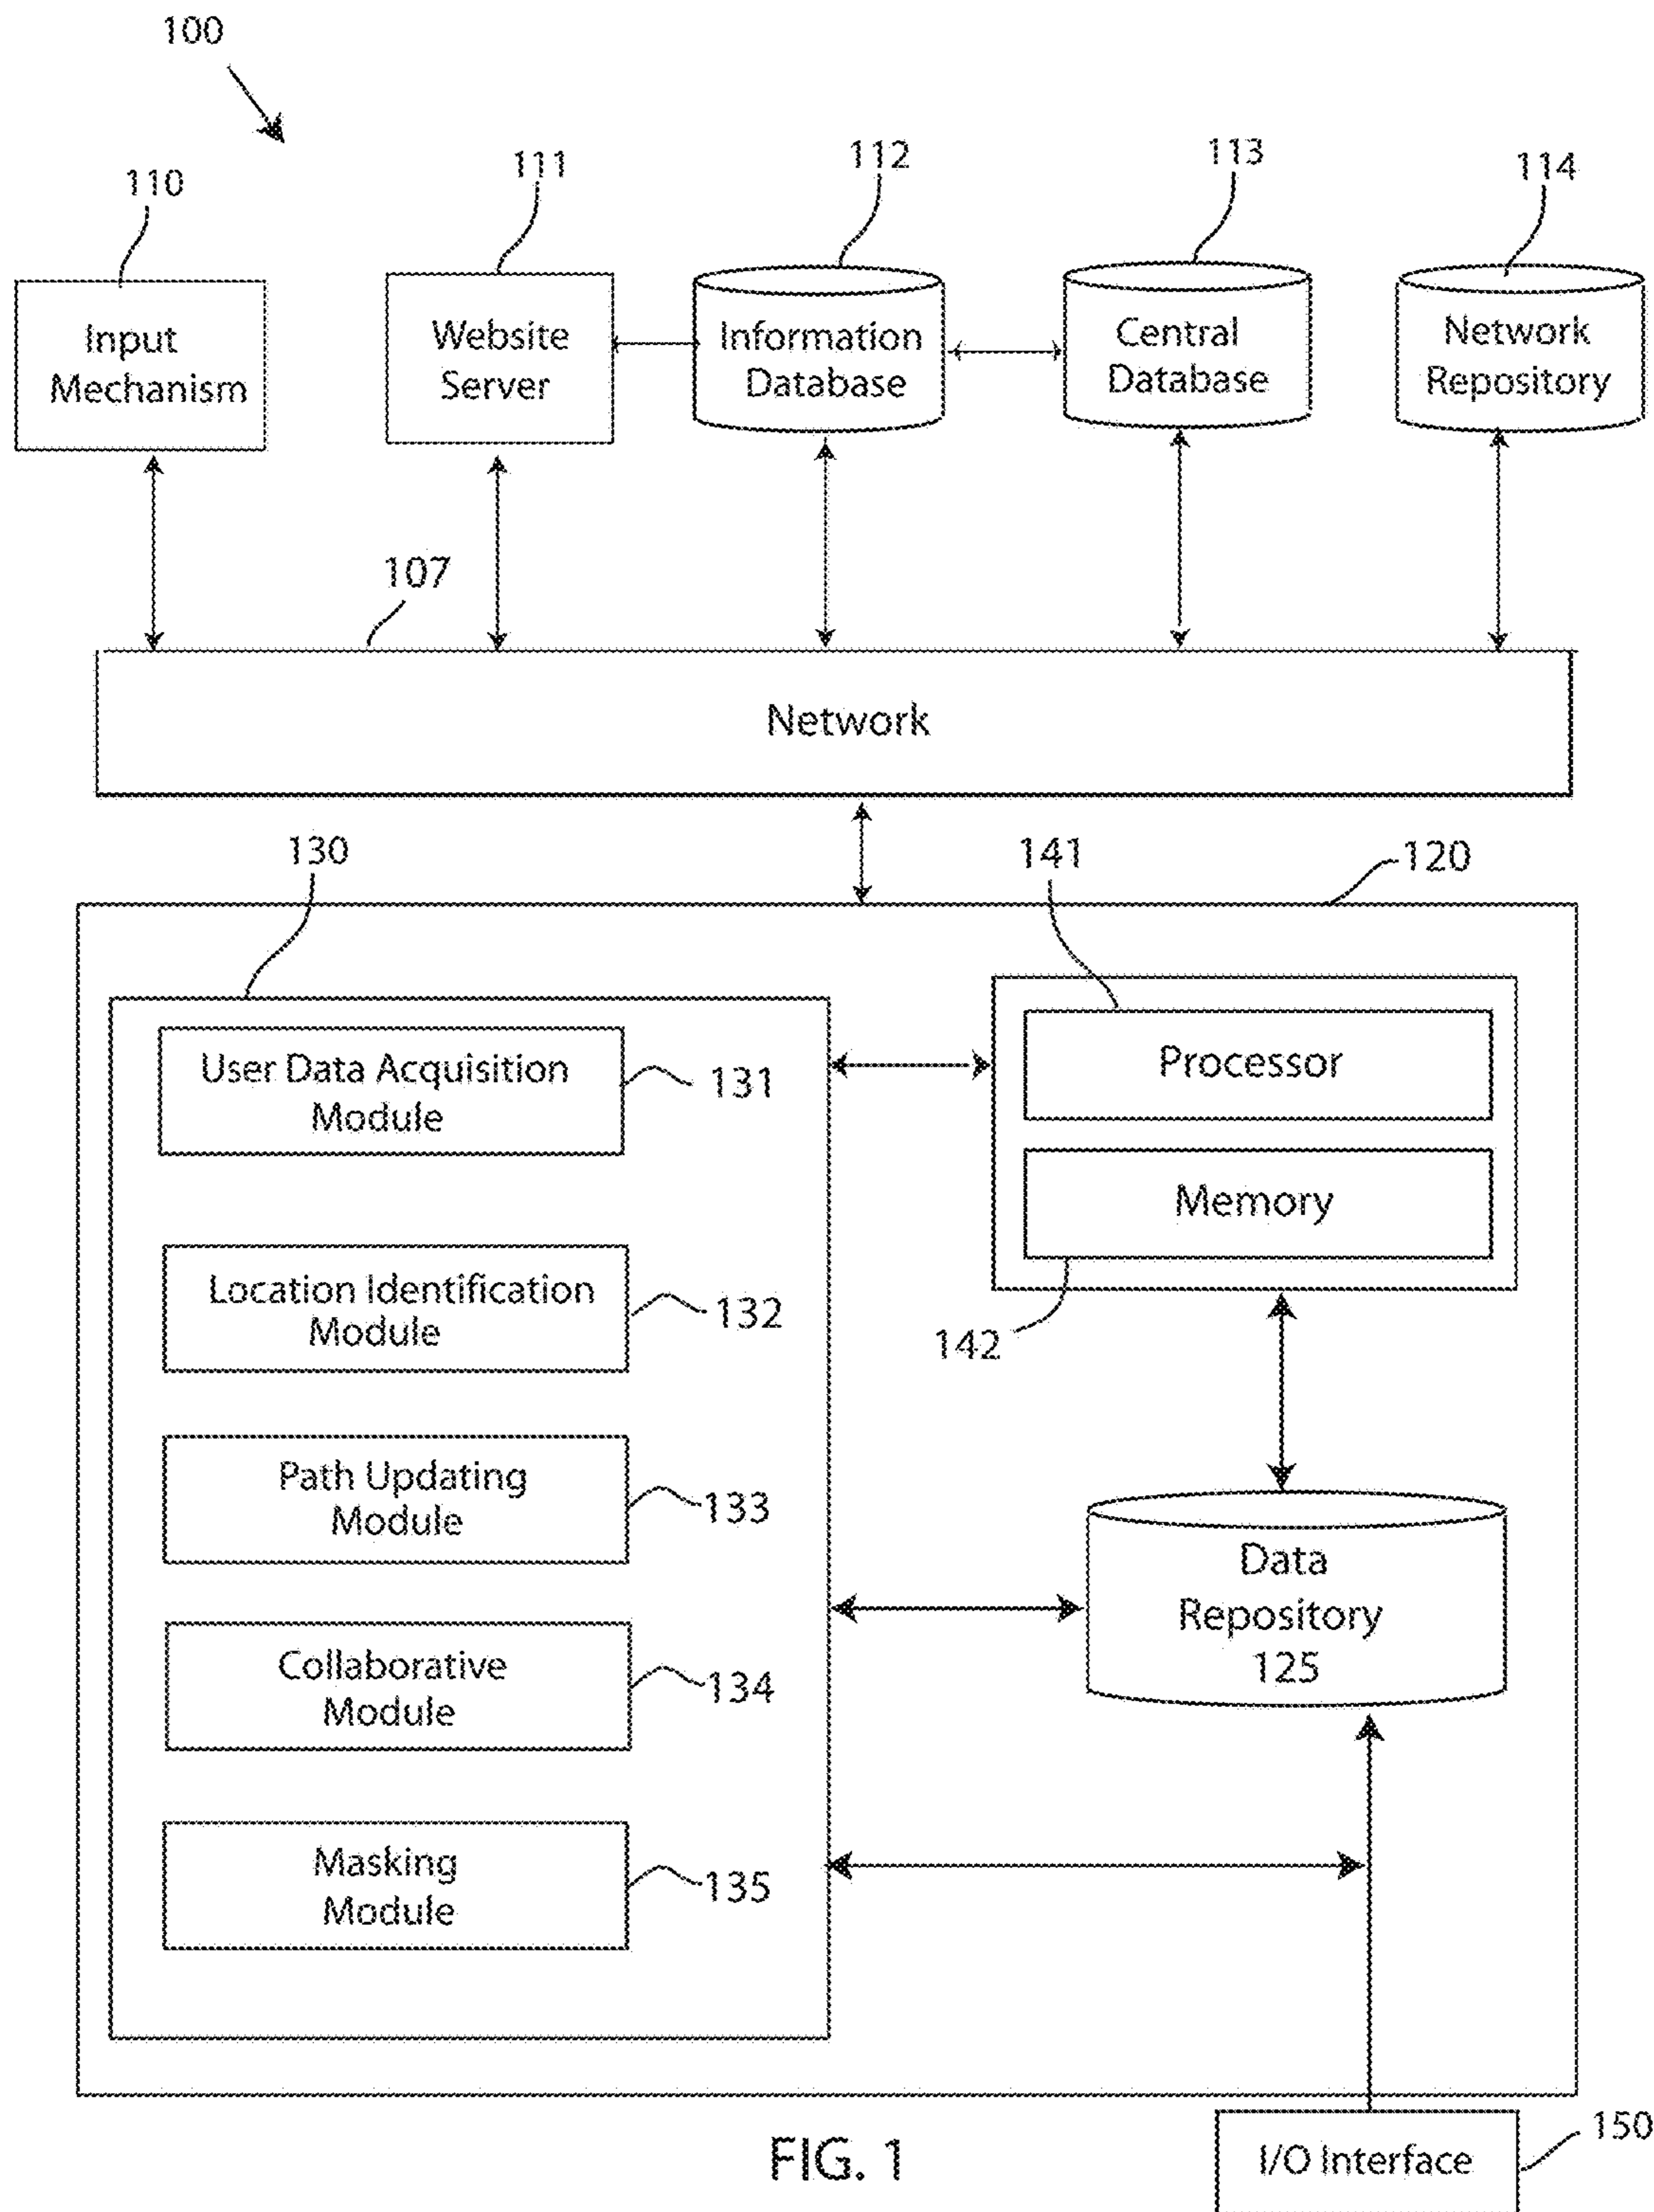 100
110
111
112
113
114
Input
Mechanism
Website
Server
Information
Database
Central
Database
Network
Repository
107
Network
130
141
120
User Data Acquisition
Module
131
Processor
Memory
Location Identification
Module
132
142
Path Updating
Module
133
Data
Repository
125
Collaborative
Module
134
Masking
Module
135
FIG. 1
I/O Interface
150